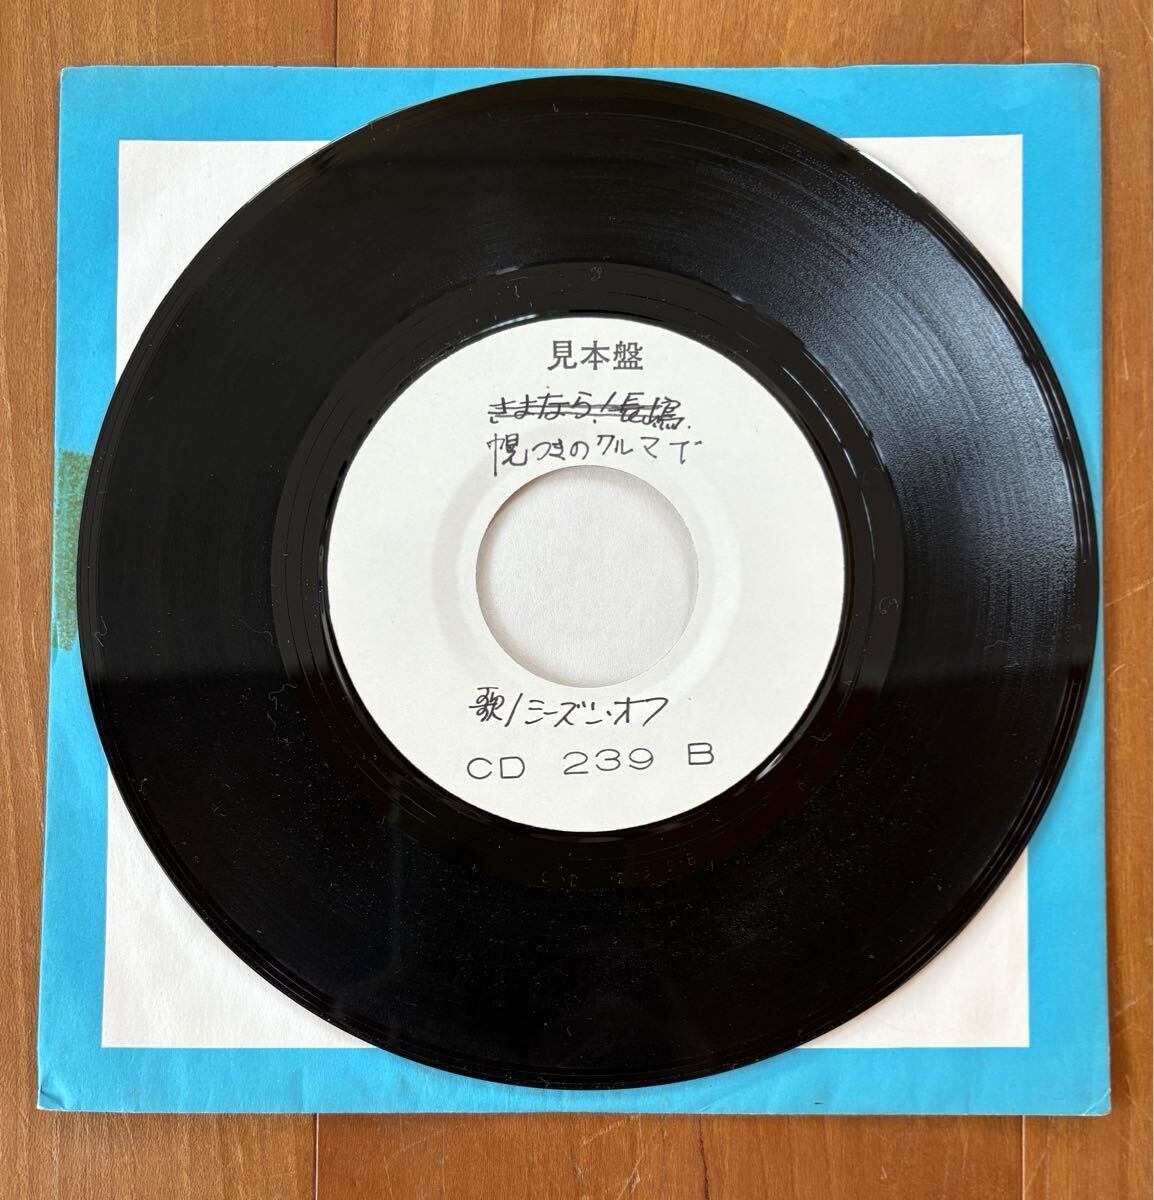 見本盤
さよなら！長嶋
幌つきのクルマで
歌／シーズン・オフ
CD 239 B